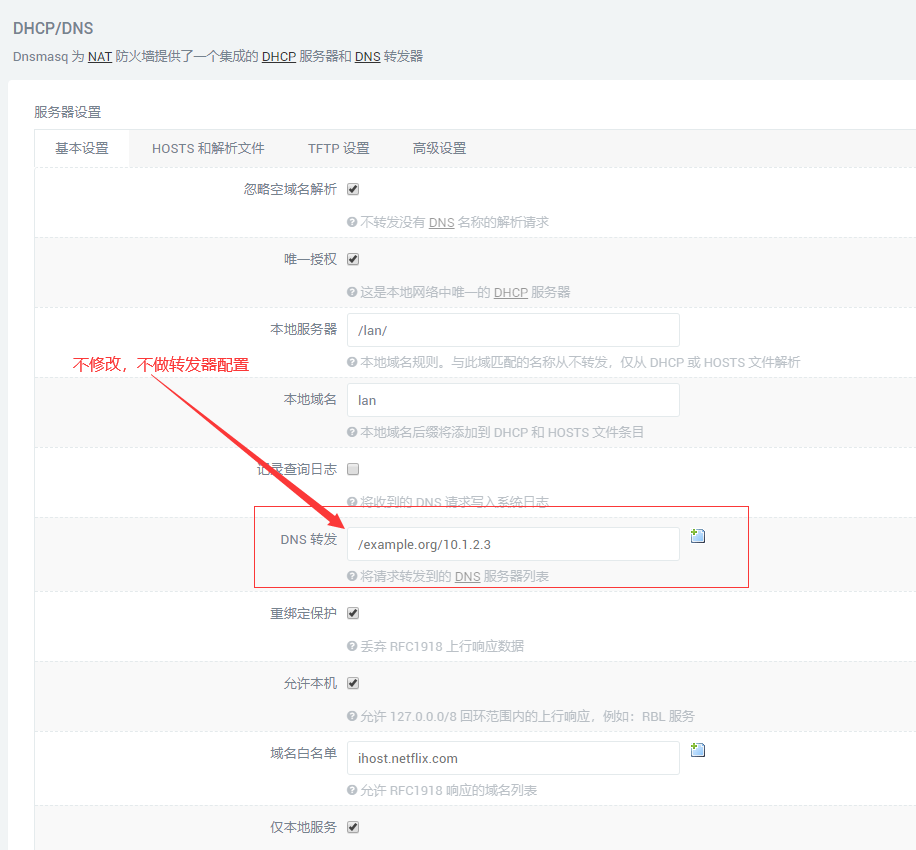 DHCP/DNS
Dnsmasq 为 NAT 防火墙提供了一个集成的 DHCP 服务器和 DNS 转发器
服务器设置
基本设置 HOSTS 和解析文件 TFTP 设置 高级设置
忽略空域名解析
不转发没有 DNS 名称的解析请求
唯一授权
这是本地网络中唯一的 DHCP 服务器
本地服务器 /lan/
本地域名规则。与此域匹配的名称从不转发，仅从 DHCP 或 HOSTS 文件解析
不修改，不做转发器配置
本地域名 lan
本地域名后缀将添加到 DHCP 和 HOSTS 文件条目
记录查询日志
将收到的 DNS 请求写入系统日志
DNS 转发 /example.org/10.1.2.3
将请求转发到的 DNS 服务器列表
重绑定保护
丢弃 RFC1918 上行响应数据
允许本机
允许 127.0.0.0/8 回环范围内的上行响应，例如：RBL 服务
域名白名单 ihost.netflix.com
允许 RFC1918 响应的域名列表
仅本地服务